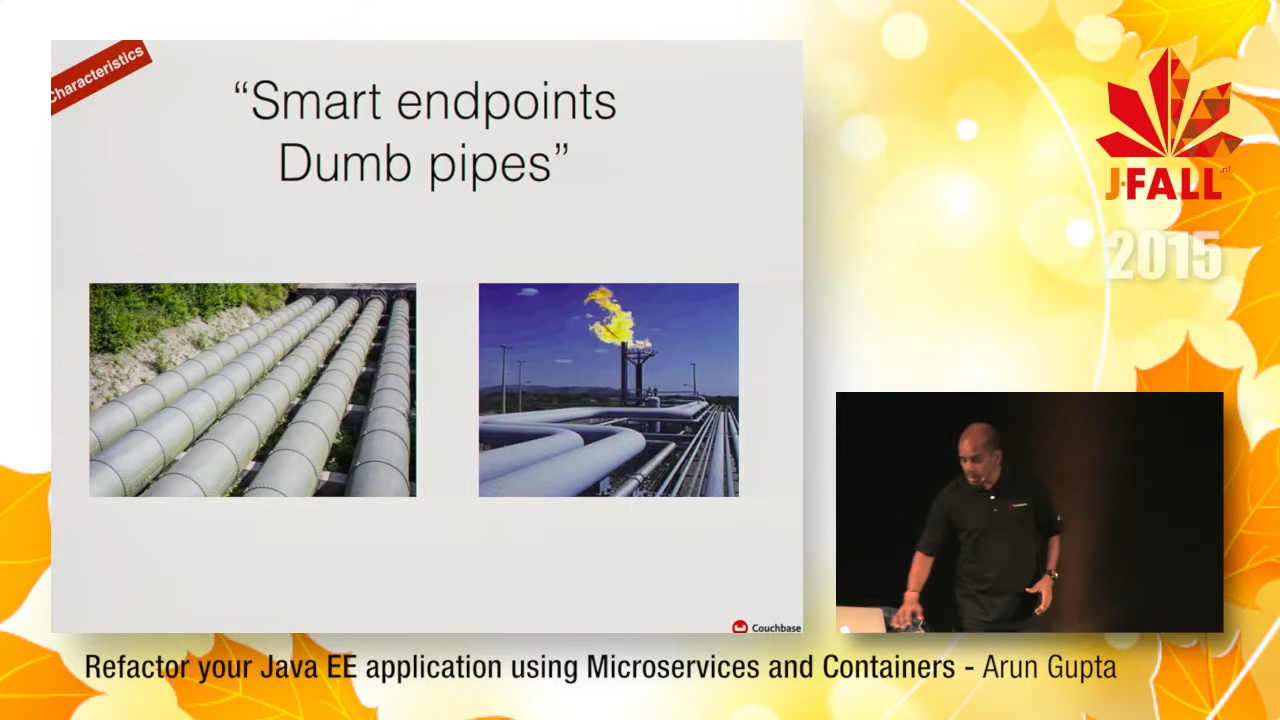 Characteristics
“Smart endpoints
Dumb pipes”
J-FALL
.nl
2015
Couchbase
Refactor your Java EE application using Microservices and Containers - Arun Gupta